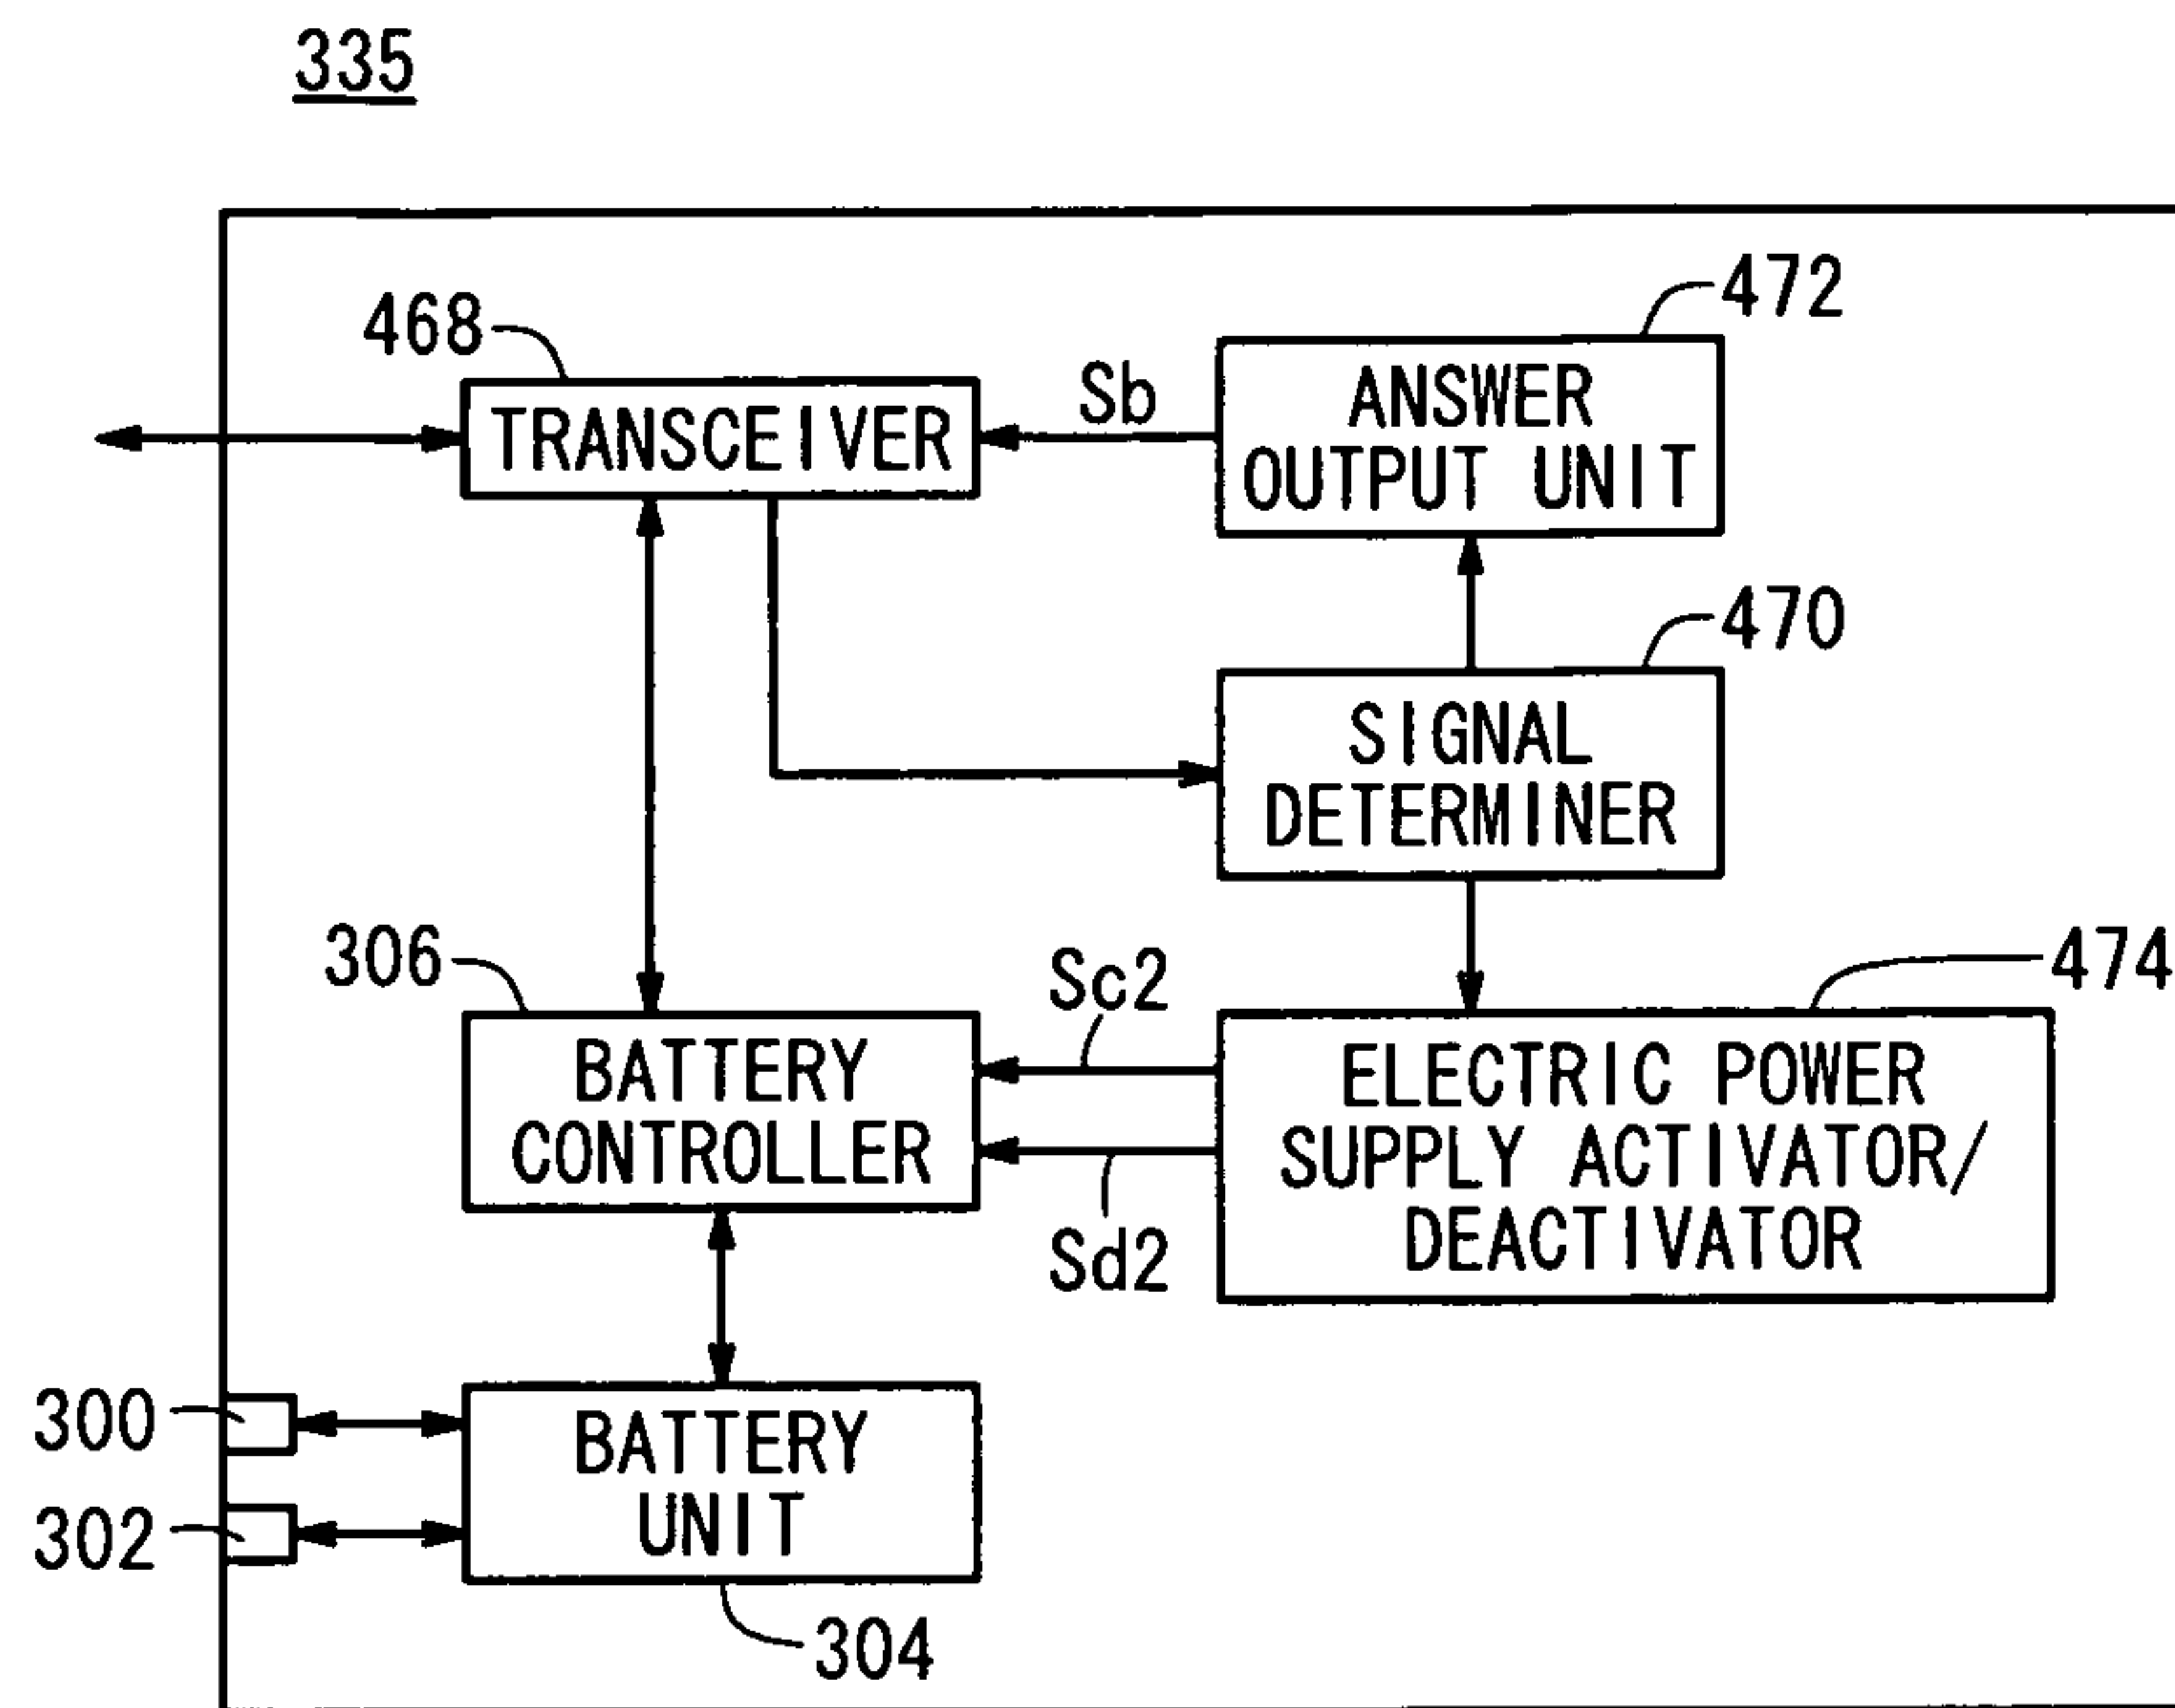 335
472
468
Sb
ANSWER
OUTPUT UNIT
TRANSCEIVER
470
SIGNAL
DETERMINER
306
Sc2
474
BATTERY
CONTROLLER
ELECTRIC POWER
SUPPLY ACTIVATOR/
DEACTIVATOR
Sd2
300
BATTERY
UNIT
302
304